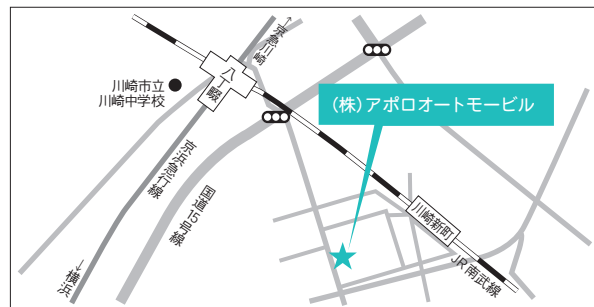 ↑京急川崎
八丁畷
川崎市立
川崎中学校
(株)アポロオートモービル
京浜急行線
国道15号線
川崎新町
JR南武線
←横浜